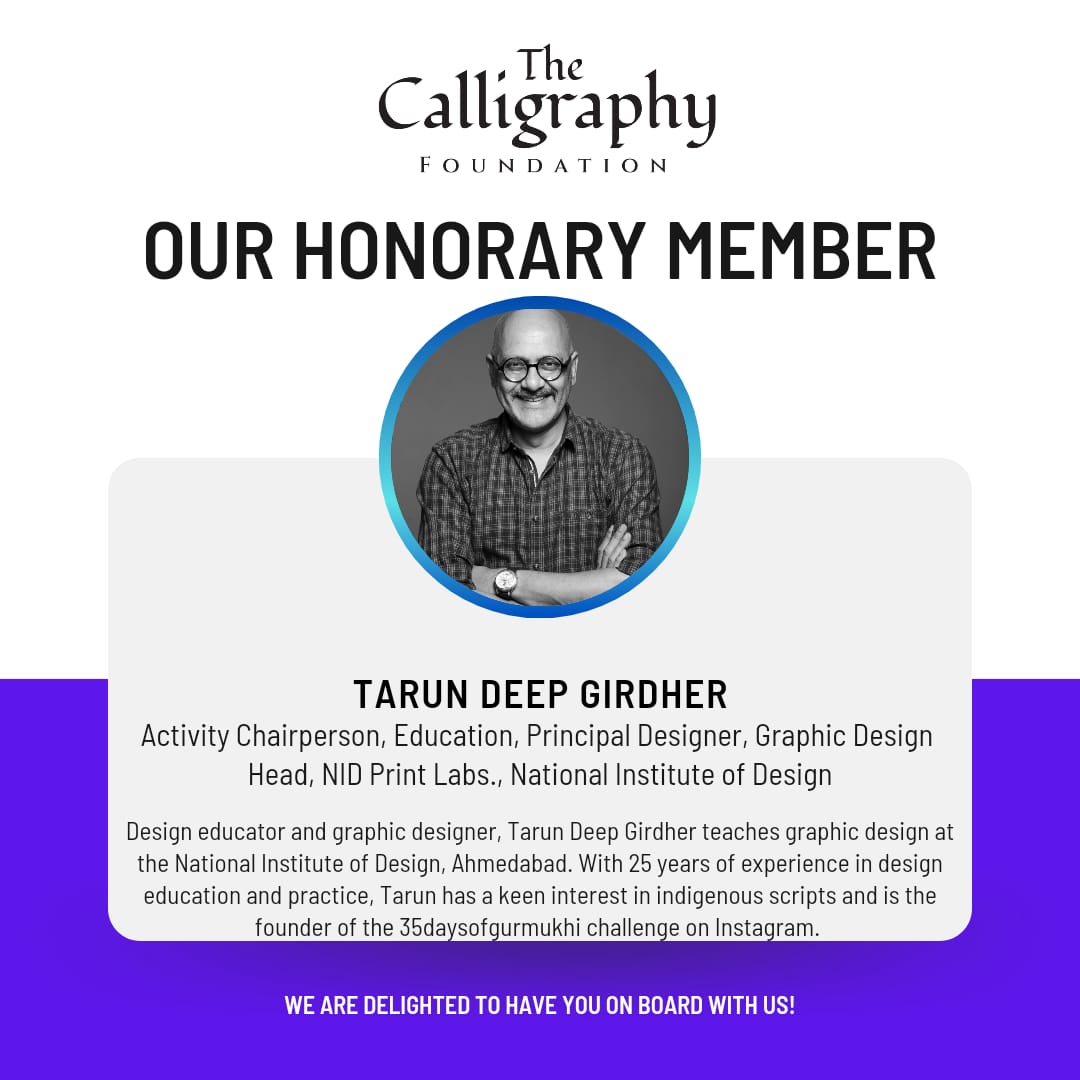 The
Calligraphy
FOUNDATION
OUR HONORARY MEMBER
TARUN DEEP GIRDHER
Activity Chairperson, Education, Principal Designer, Graphic Design
Head, NID Print Labs., National Institute of Design
Design educator and graphic designer, Tarun Deep Girdher teaches graphic design at
the National Institute of Design, Ahmedabad. With 25 years of experience in design
education and practice, Tarun has a keen interest in indigenous scripts and is the
founder of the 35daysofgurmukhi challenge on Instagram.
WE ARE DELIGHTED TO HAVE YOU ON BOARD WITH US!